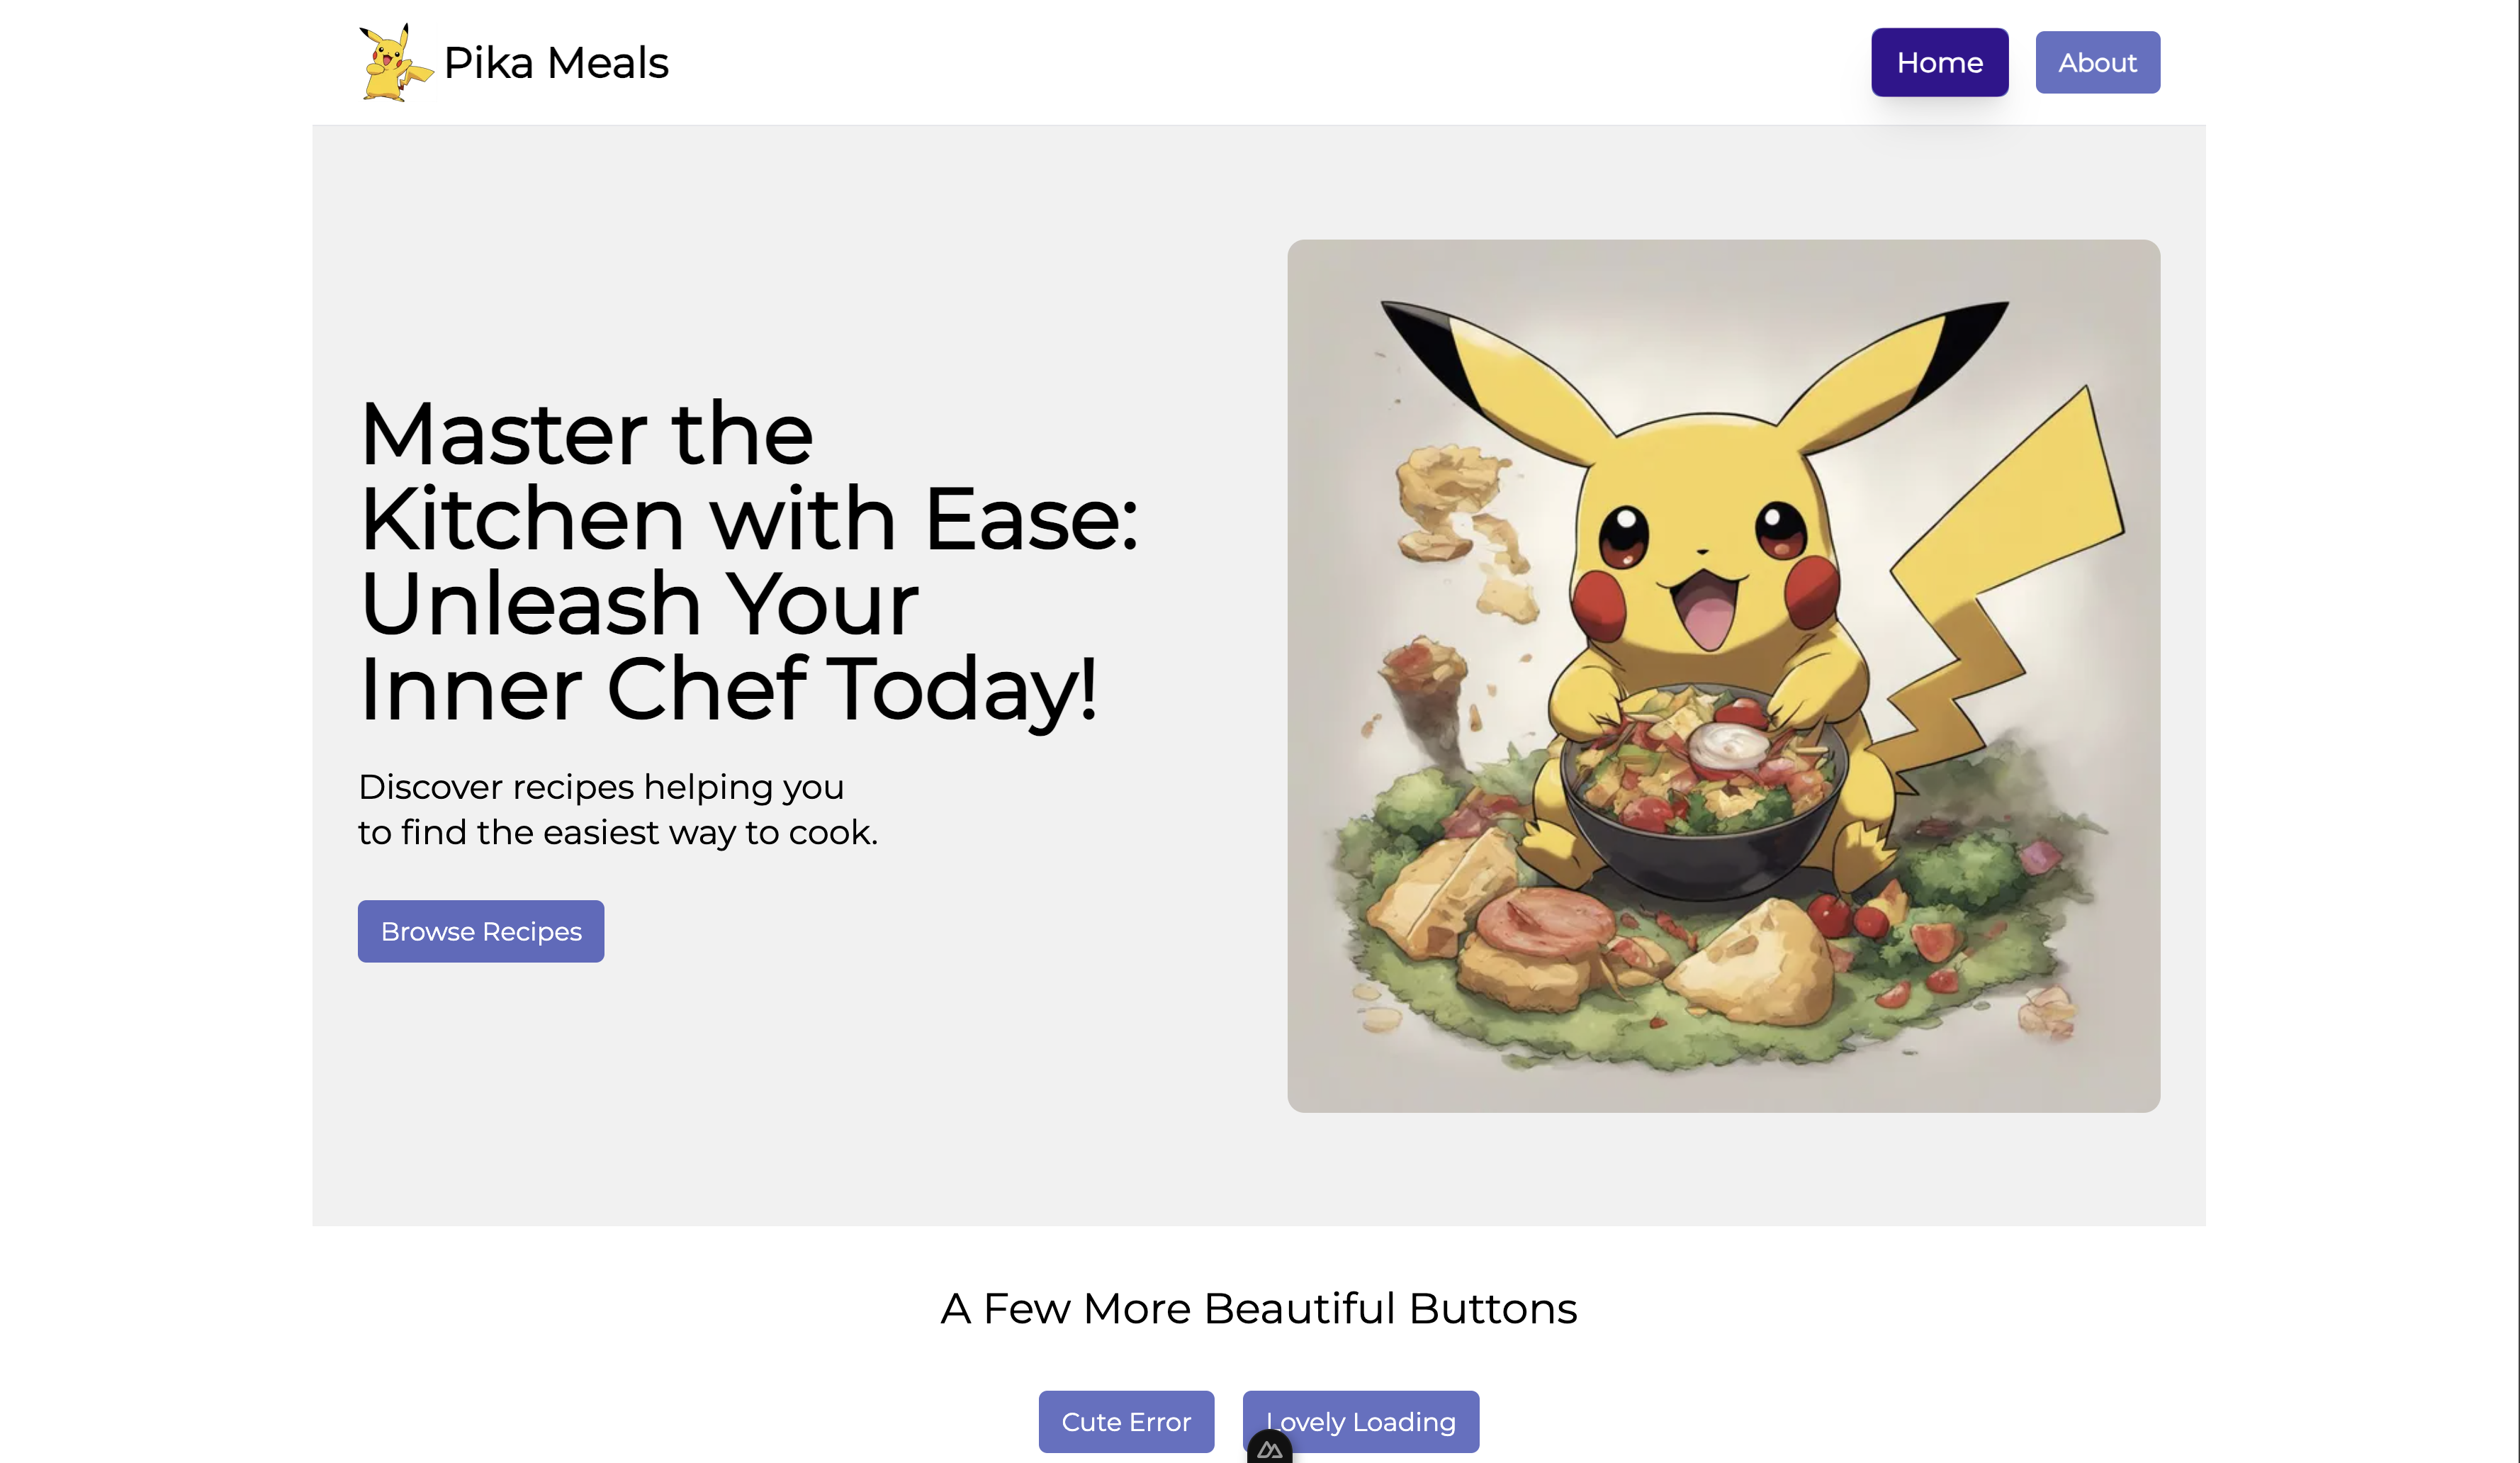 Pika Meals
Home
About
Master the
Kitchen with Ease:
Unleash Your
Inner Chef Today!
Discover recipes helping you
to find the easiest way to cook.
Browse Recipes
A Few More Beautiful Buttons
Cute Error
Lovely Loading